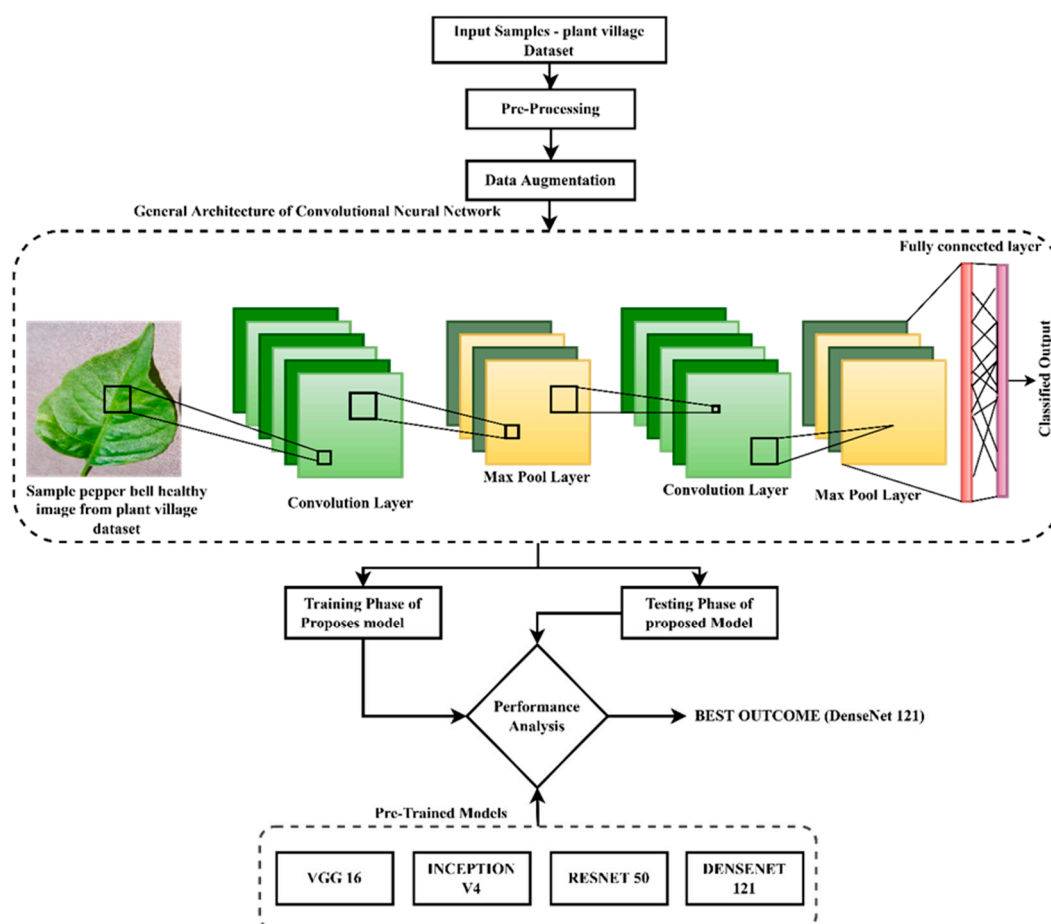 Input Samples - plant village
Dataset
Pre-Processing
Data Augmentation
General Architecture of Convolutional Neural Network
Fully connected layer
Sample pepper bell healthy
image from plant village
dataset
Convolution Layer
Max Pool Layer
Convolution Layer
Max Pool Layer
Classified Output
Training Phase of
Proposes model
Testing Phase of
proposed Model
Performance
Analysis
BEST OUTCOME (DenseNet 121)
Pre-Trained Models
VGG 16
INCEPTION
V4
RESNET 50
DENSENET
121